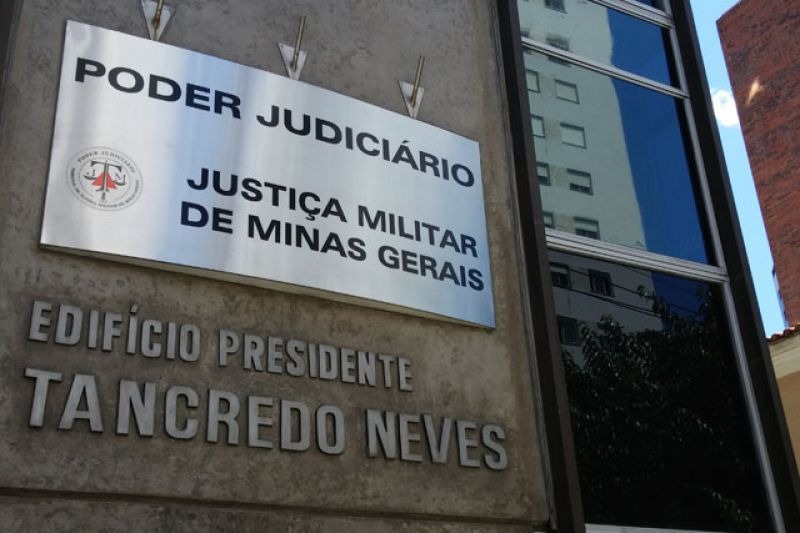 PODER JUDICIÁRIO
JUSTIÇA MILITAR
DE MINAS GERAIS
EDIFÍCIO PRESIDENTE
TANCREDO NEVES